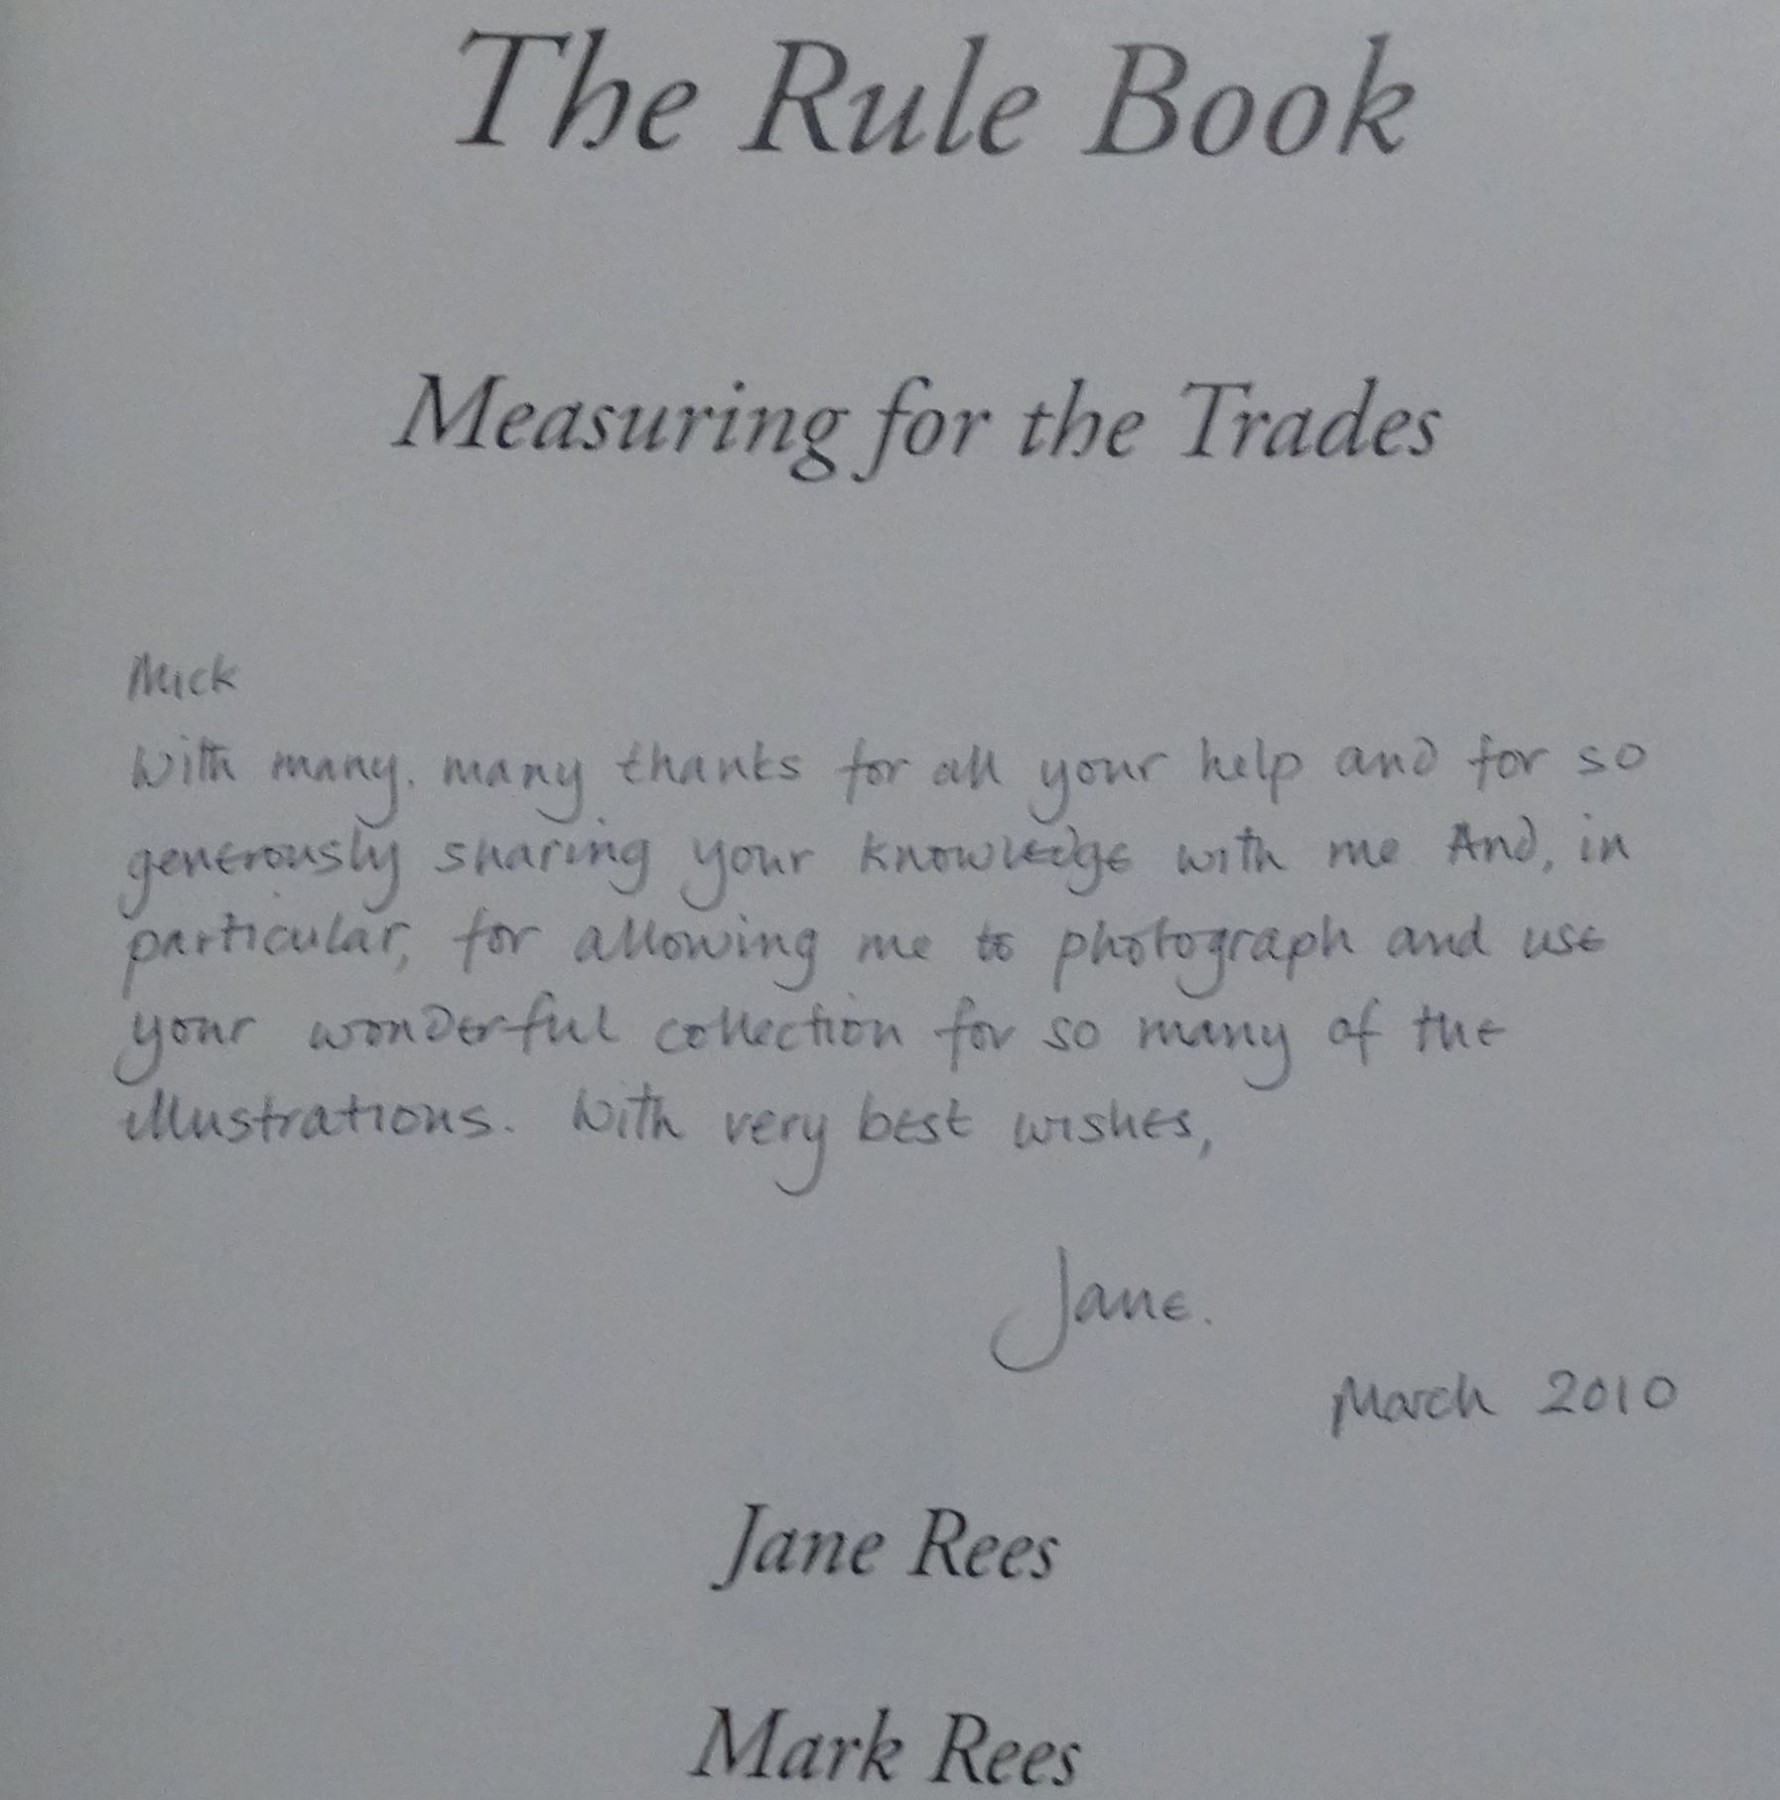 The Rule Book
Measuring for the Trades
Mick
With many, many thanks for all your help and for so
generously sharing your knowledge with me And, in
particular, for allowing me to photograph and use
your wonderful collection for so many of the
illustrations. With very best wishes,
Jane.
March 2010
Jane Rees
Mark Rees